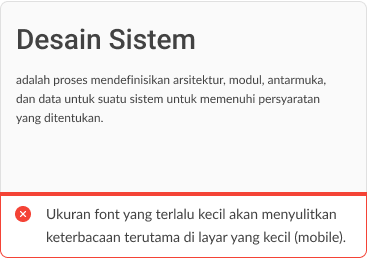 Desain Sistem
adalah proses mendefinisikan arsitektur, modul, antarmuka,
dan data untuk suatu sistem untuk memenuhi persyaratan
yang ditentukan.
Ukuran font yang terlalu kecil akan menyulitkan
keterbacaan terutama di layar yang kecil (mobile).